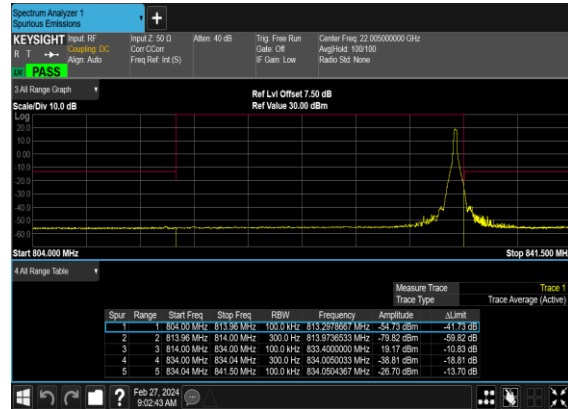 Spectrum Analyzer 1
Spurious Emissions
+
KEYSIGHT Input: RF Input Z: 50 Ω Atten: 40 dB Trig: Free Run Center Freq: 22.005000000 GHz
R T Coupling: DC Corr CCorr Gate: Off Avg|Hold: 100/100
Align: Auto Freq Ref: Int (S) IF Gain: Low Radio Std: None
PASS
3 All Range Graph
Ref Lvl Offset 7.50 dB
Scale/Div 10.0 dB Ref Value 30.00 dBm
Log
20.0
10.0
0.00
-10.0
-20.0
-30.0
-40.0
-50.0
-60.0
Start 804.000 MHz Stop 841.500 MH
4 All Range Table
Measure Trace Trace 1
Trace Type Trace Average (Active)
Spur Range Start Freq Stop Freq RBW Frequency Amplitude ΔLimit
1 1 804.00 MHz 813.96 MHz 100.0 kHz 813.2978667 MHz -54.73 dBm -41.73 dB
2 2 813.96 MHz 814.00 MHz 300.0 Hz 813.9736533 MHz -79.82 dBm -59.82 dB
3 3 814.00 MHz 834.00 MHz 100.0 kHz 833.4000000 MHz 19.17 dBm -10.83 dB
4 4 834.00 MHz 834.04 MHz 300.0 Hz 834.0050033 MHz -38.81 dBm -18.81 dB
5 5 834.04 MHz 841.50 MHz 100.0 kHz 834.0504367 MHz -26.70 dBm -13.70 dB
? Feb 27, 2024
9:02:43 AM